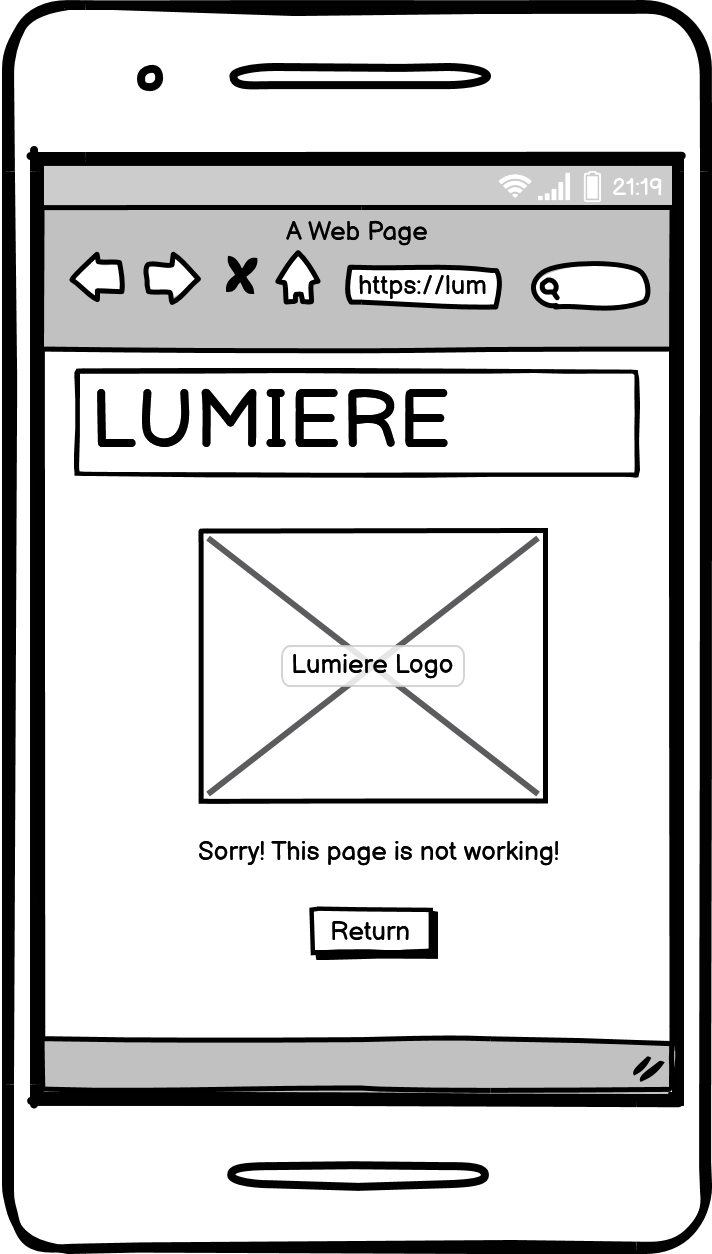 21:19
A Web Page
https://lum
LUMIERE
Lumiere Logo
Sorry! This page is not working!
Return